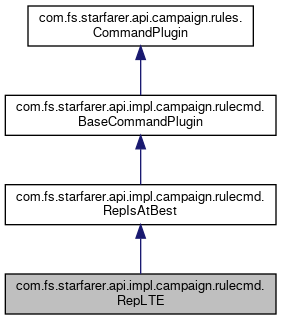 com.fs.starfarer.api.campaign.rules.
CommandPlugin
com.fs.starfarer.api.impl.campaign.rulecmd.
BaseCommandPlugin
com.fs.starfarer.api.impl.campaign.rulecmd.
RepIsAtBest
com.fs.starfarer.api.impl.campaign.rulecmd.
RepLTE